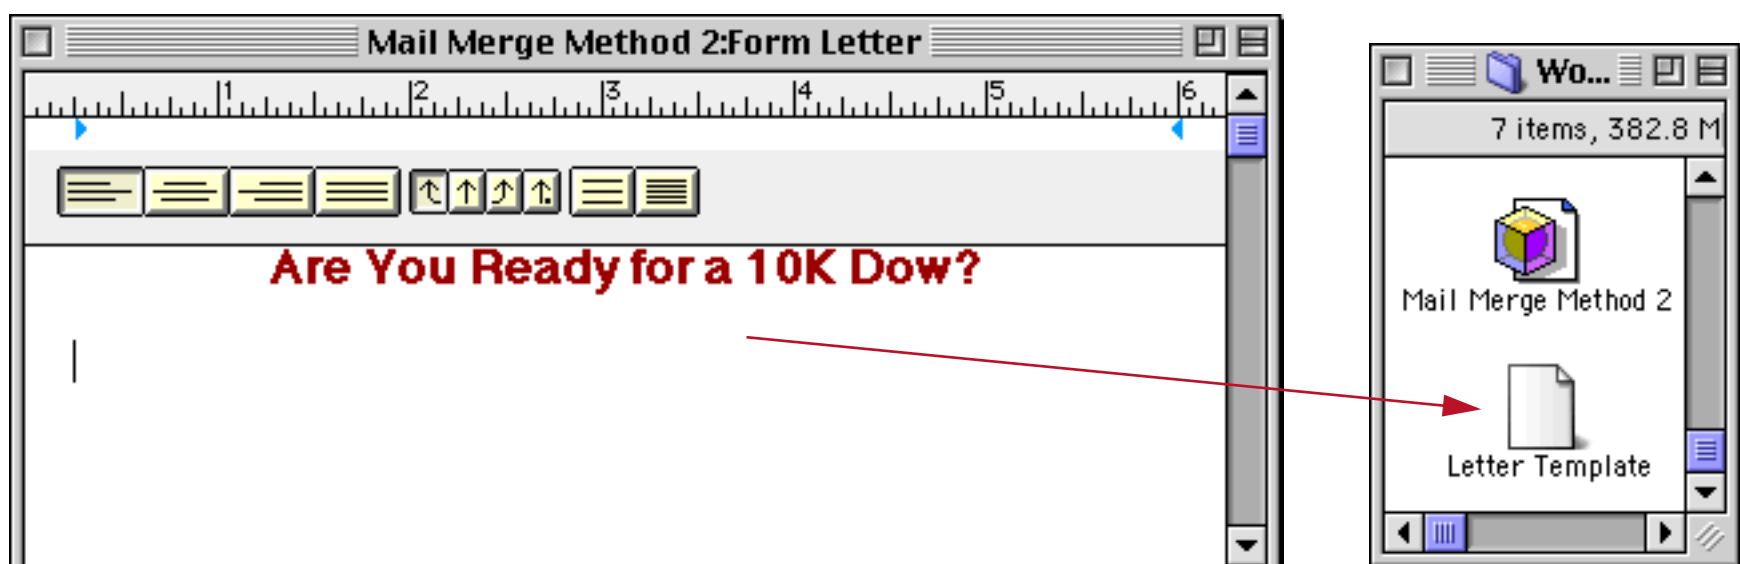 Mail Merge Method 2:Form Letter
1 2 3 4 5 6
Are You Ready for a 10K Dow?
Wo...
7 items, 382.8 M
Mail Merge Method 2
Letter Template